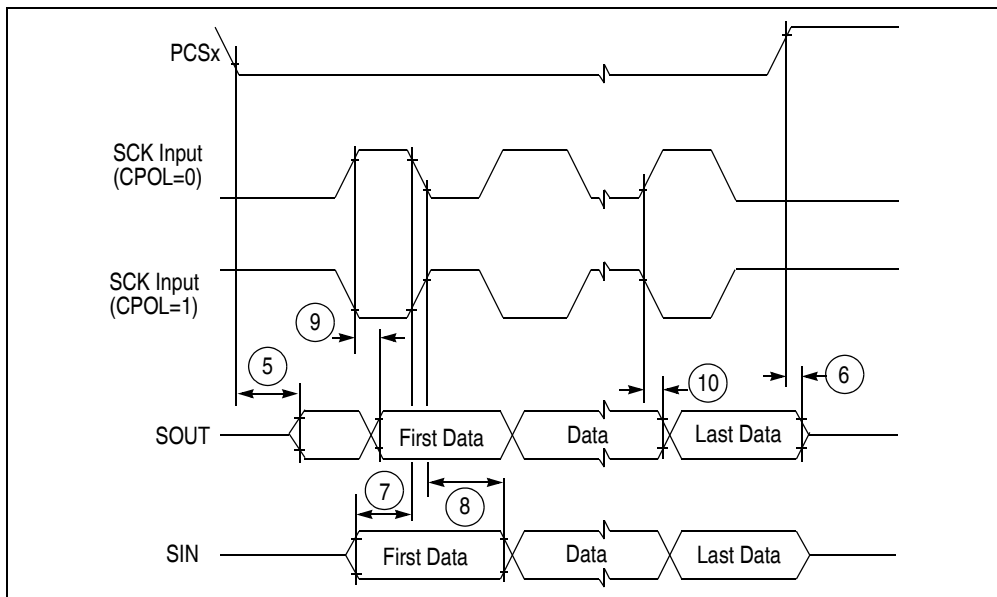 PCSx
SCK Input
(CPOL=0)
SCK Input
(CPOL=1)
9
5
10
6
SOUT
First Data
Data
Last Data
7
8
SIN
First Data
Data
Last Data